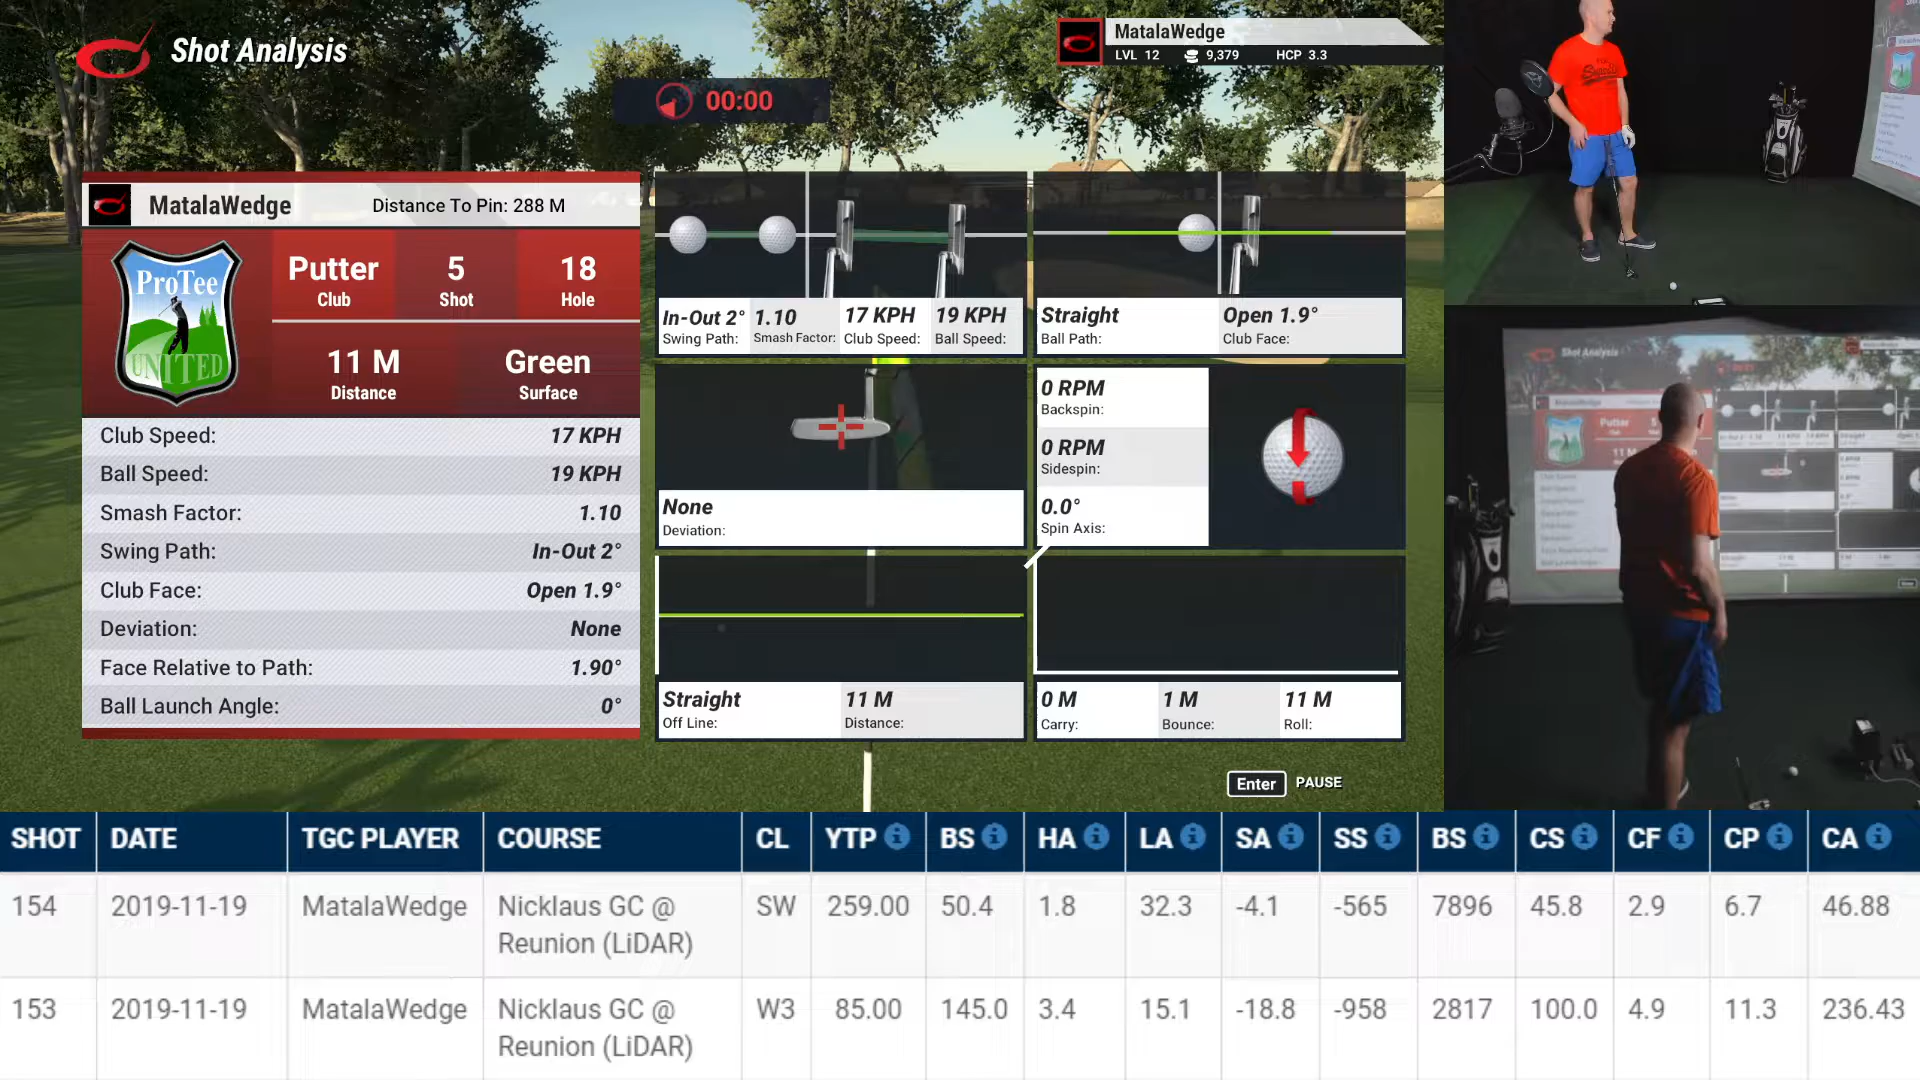 Shot Analysis
MatalaWedge
LVL 12 9,379 HCP 3.3
00:00
MatalaWedge Distance To Pin: 288 M
ProTee
UNITED
Putter 5 18
Club Shot Hole
11 M Green
Distance Surface
Club Speed: 17 KPH
Ball Speed: 19 KPH
Smash Factor: 1.10
Swing Path: In-Out 2°
Club Face: Open 1.9°
Deviation: None
Face Relative to Path: 1.90°
Ball Launch Angle: 0°
In-Out 2° 1.10 17 KPH 19 KPH
Swing Path: Smash Factor: Club Speed: Ball Speed:
Straight Open 1.9°
Ball Path: Club Face:
None
Deviation:
0 RPM
Backspin:
0 RPM
Sidespin:
0.0°
Spin Axis:
Straight 11 M
Off Line: Distance:
0 M 1 M 11 M
Carry: Bounce: Roll:
Enter PAUSE
Shot Analysis
SHOT DATE TGC PLAYER COURSE CL YTP BS HA LA SA SS BS CS CF CP CA
154 2019-11-19 MatalaWedge Nicklaus GC @ SW 259.00 50.4 1.8 32.3 -4.1 -565 7896 45.8 2.9 6.7 46.88
Reunion (LiDAR)
153 2019-11-19 MatalaWedge Nicklaus GC @ W3 85.00 145.0 3.4 15.1 -18.8 -958 2817 100.0 4.9 11.3 236.43
Reunion (LiDAR)